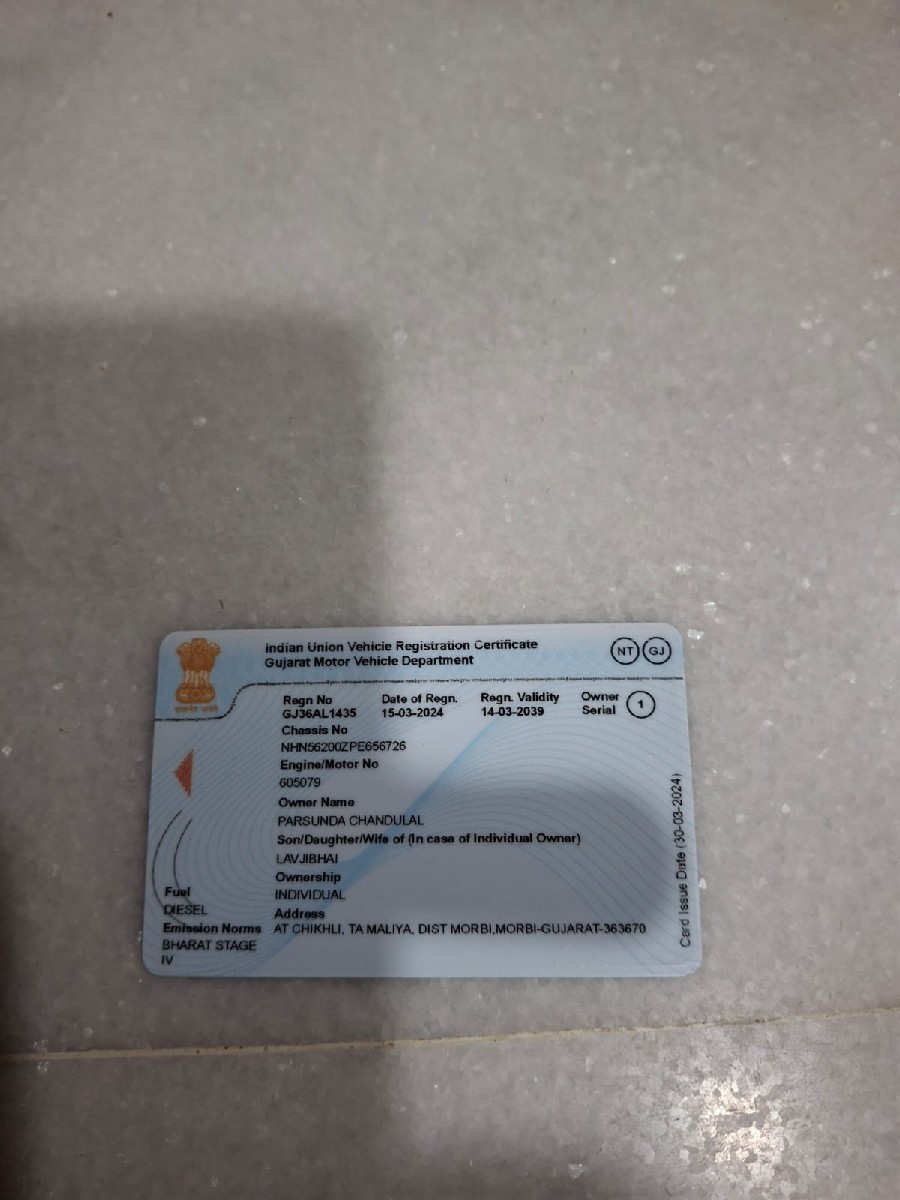 Indian Union Vehicle Registration Certificate
Gujarat Motor Vehicle Department
NT GJ
Regn No Date of Regn. Regn. Validity Owner Serial 1
GJ36AL1435 15-03-2024 14-03-2039
Chassis No
NHN56200ZPE656726
Engine/Motor No
605079
Owner Name
PARSUNDA CHANDULAL
Son/Daughter/Wife of (In case of Individual Owner)
LAVJIBHAI
Ownership
INDIVIDUAL
Address
AT CHIKHLI, TA MALIYA, DIST MORBI,MORBI-GUJARAT-363670
Fuel
DIESEL
Emission Norms
BHARAT STAGE
IV
Card Issue Date (30-03-2024)